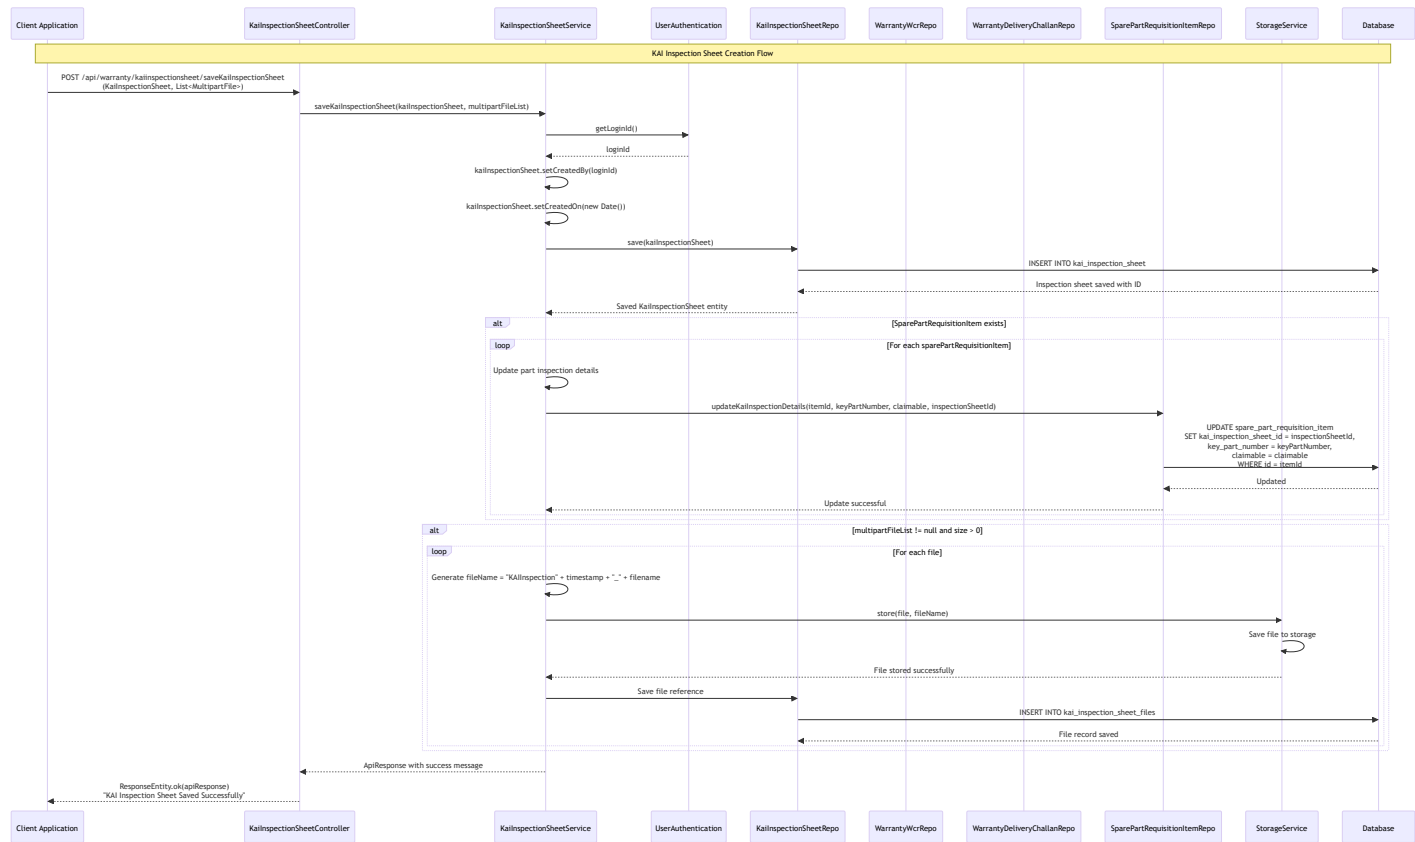 Client Application
KaiInspectionSheetController
KaiInspectionSheetService
UserAuthentication
KaiInspectionSheetRepo
WarrantyWcrRepo
WarrantyDeliveryChallanRepo
SparePartRequisitionItemRepo
StorageService
Database
KAI Inspection Sheet Creation Flow
POST /api/warranty/kaiinspectionsheet/saveKaiInspectionSheet
(KaiInspectionSheet, List<MultipartFile>)
saveKaiInspectionSheet(kaiInspectionSheet, multipartFileList)
getLoginId()
loginId
kaiInspectionSheet.setCreatedBy(loginId)
kaiInspectionSheet.setCreatedOn(new Date())
save(kaiInspectionSheet)
INSERT INTO kai_inspection_sheet
Inspection sheet saved with ID
Saved KaiInspectionSheet entity
alt
[SparePartRequisitionItem exists]
loop
[For each sparePartRequisitionItem]
Update part inspection details
updateKaiInspectionDetails(itemId, keyPartNumber, claimable, inspectionSheetId)
UPDATE spare_part_requisition_item
SET kai_inspection_sheet_id = inspectionSheetId,
key_part_number = keyPartNumber,
claimable = claimable
WHERE id = itemId
Updated
Update successful
alt
[multipartFileList != null and size > 0]
loop
[For each file]
Generate fileName = "KAIInspection" + timestamp + "_" + filename
store(file, fileName)
Save file to storage
File stored successfully
Save file reference
INSERT INTO kai_inspection_sheet_files
File record saved
ApiResponse with success message
ResponseEntity.ok(apiResponse)
"KAI Inspection Sheet Saved Successfully"
Client Application
KaiInspectionSheetController
KaiInspectionSheetService
UserAuthentication
KaiInspectionSheetRepo
WarrantyWcrRepo
WarrantyDeliveryChallanRepo
SparePartRequisitionItemRepo
StorageService
Database